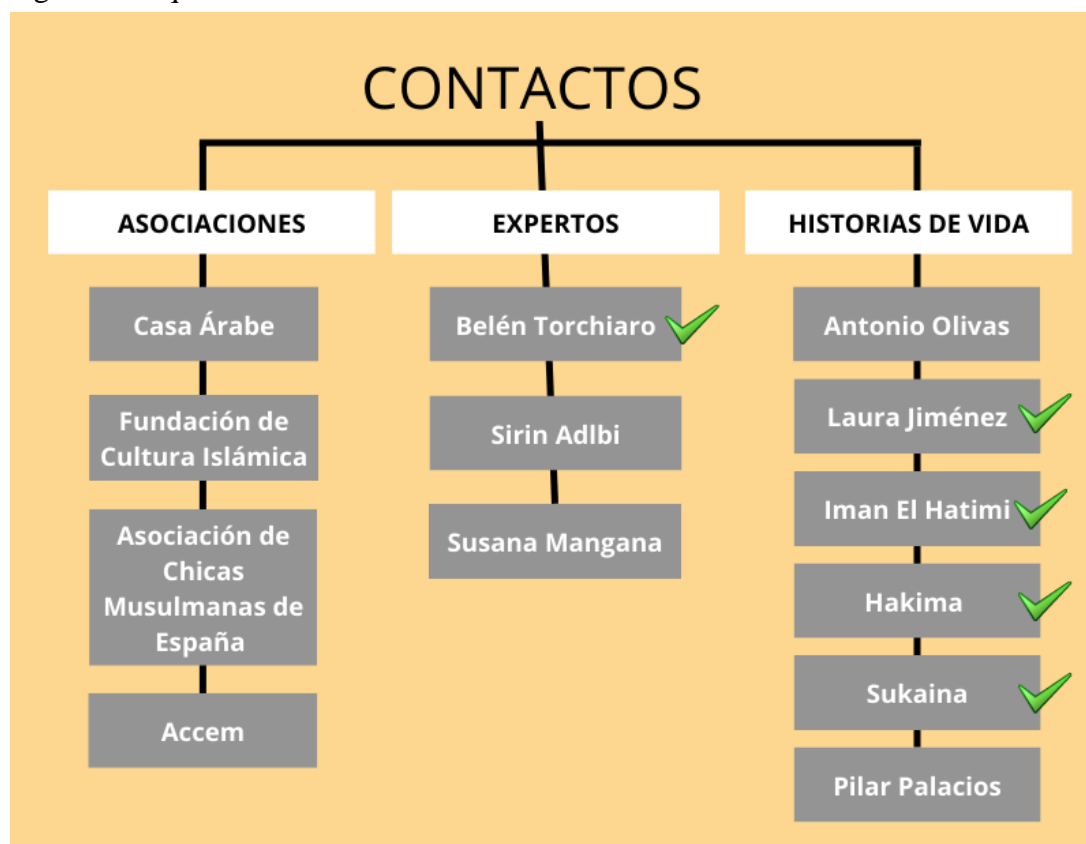 CONTACTOS
ASOCIACIONES
Casa Árabe
Fundación de
Cultura Islámica
Asociación de
Chicas
Musulmanas de
España
Accem
EXPERTOS
Belén Torchiaro
Sirin Adlbi
Susana Mangana
HISTORIAS DE VIDA
Antonio Olivas
Laura Jiménez
Iman El Hatimi
Hakima
Sukaina
Pilar Palacios